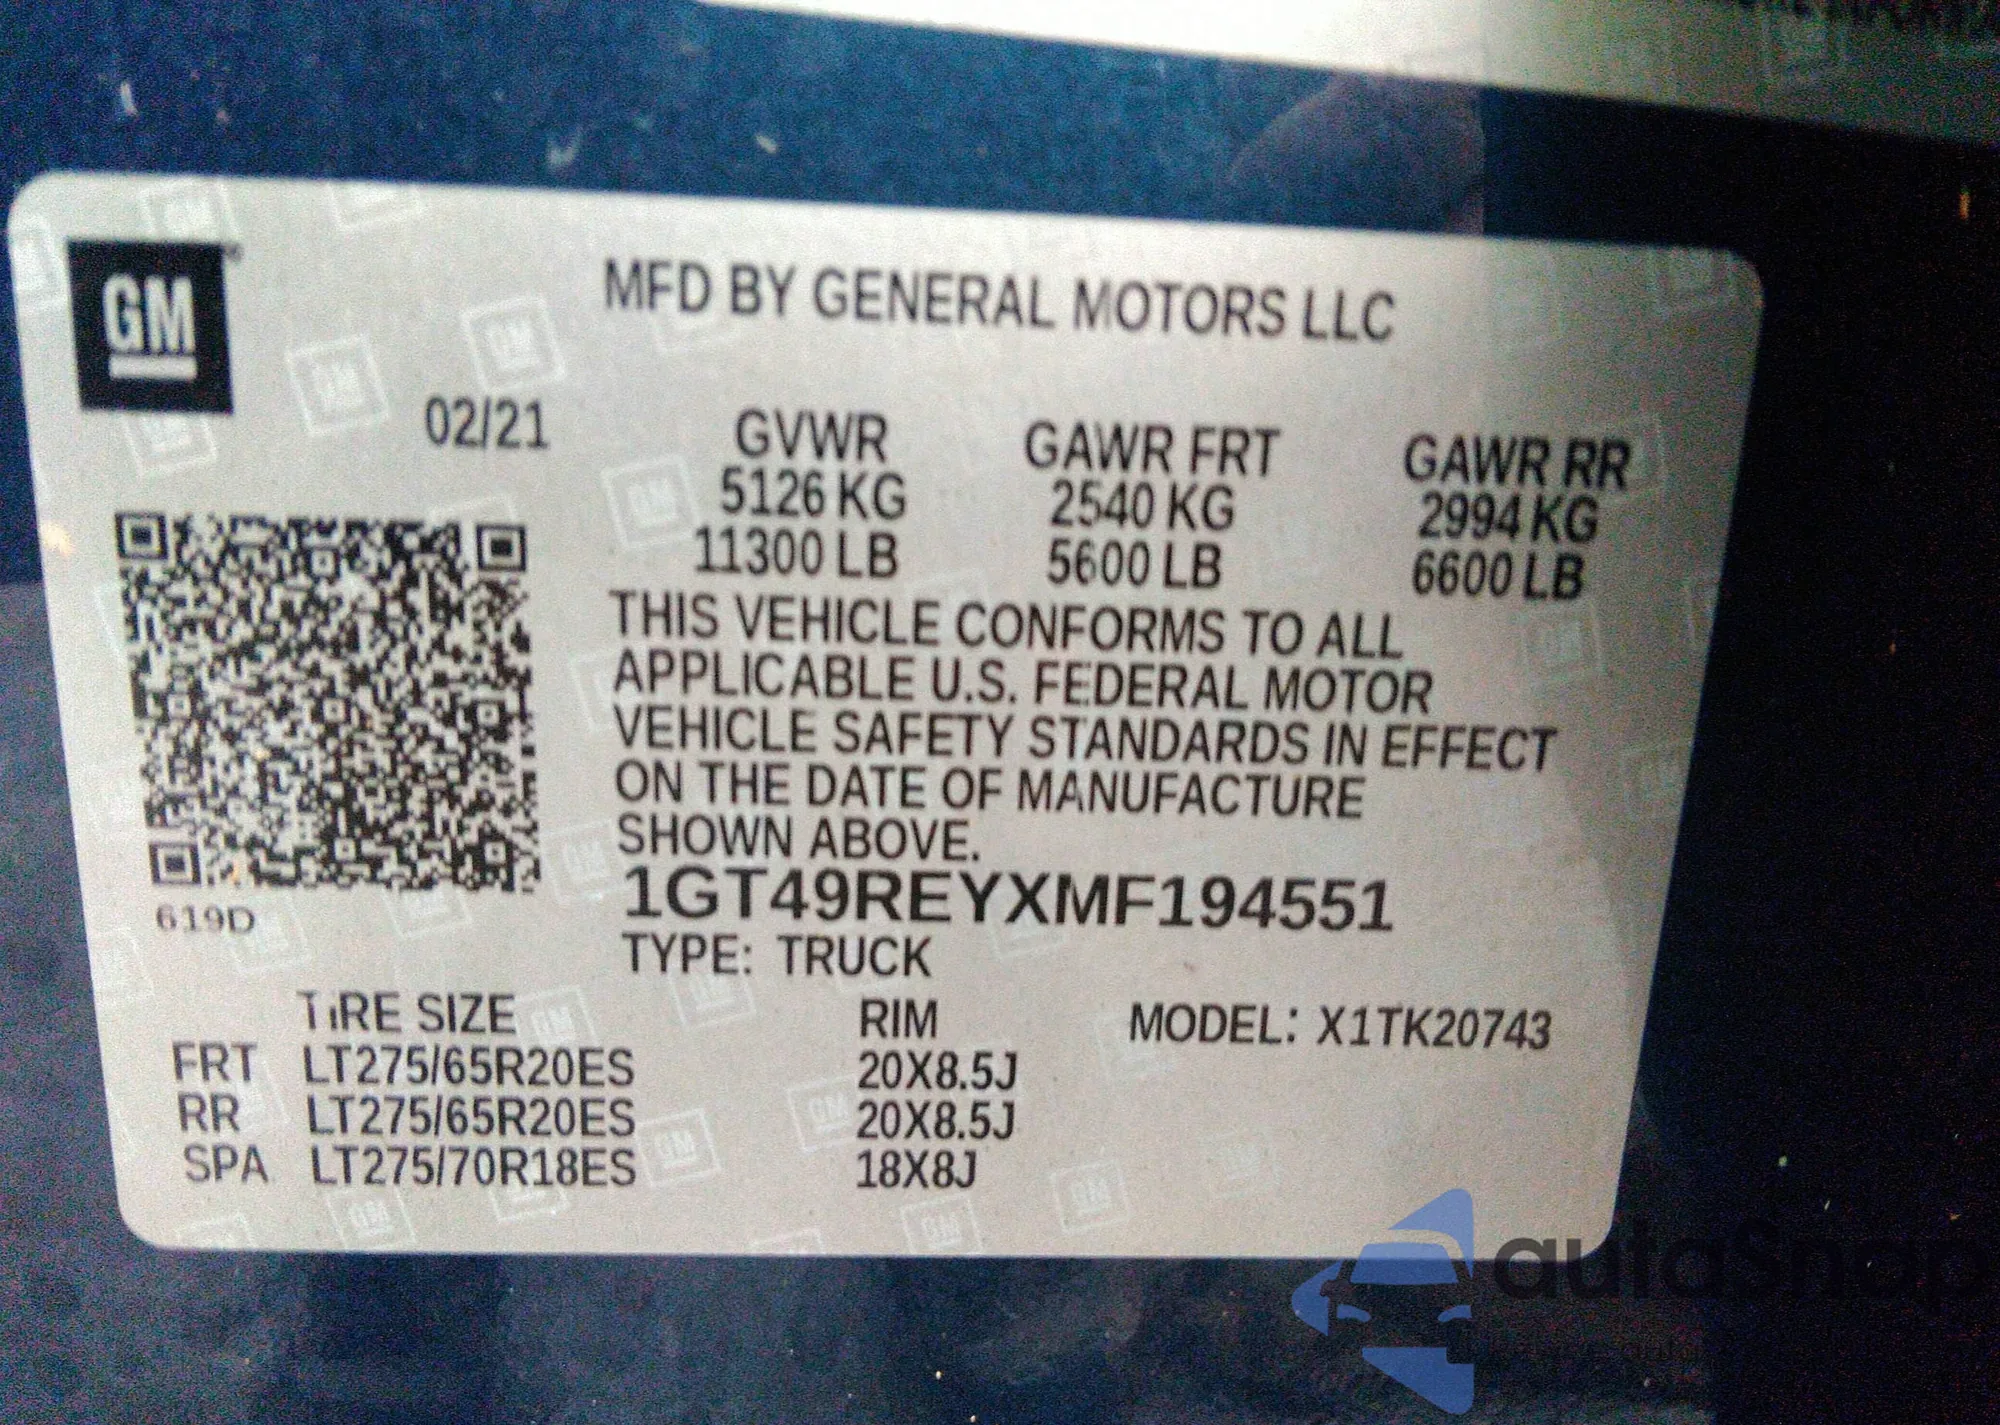 GM
MFD BY GENERAL MOTORS LLC
02/21
GVWR GAWR FRT GAWR RR
5126 KG 2540 KG 2994 KG
11300 LB 5600 LB 6600 LB
THIS VEHICLE CONFORMS TO ALL
APPLICABLE U.S. FEDERAL MOTOR
VEHICLE SAFETY STANDARDS IN EFFECT
ON THE DATE OF MANUFACTURE
SHOWN ABOVE.
1GT49REYXMF194551
619D
TYPE: TRUCK
TIRE SIZE RIM MODEL: X1TK20743
FRT LT275/65R20ES 20X8.5J
RR LT275/65R20ES 20X8.5J
SPA LT275/70R18ES 18X8J
autoShop